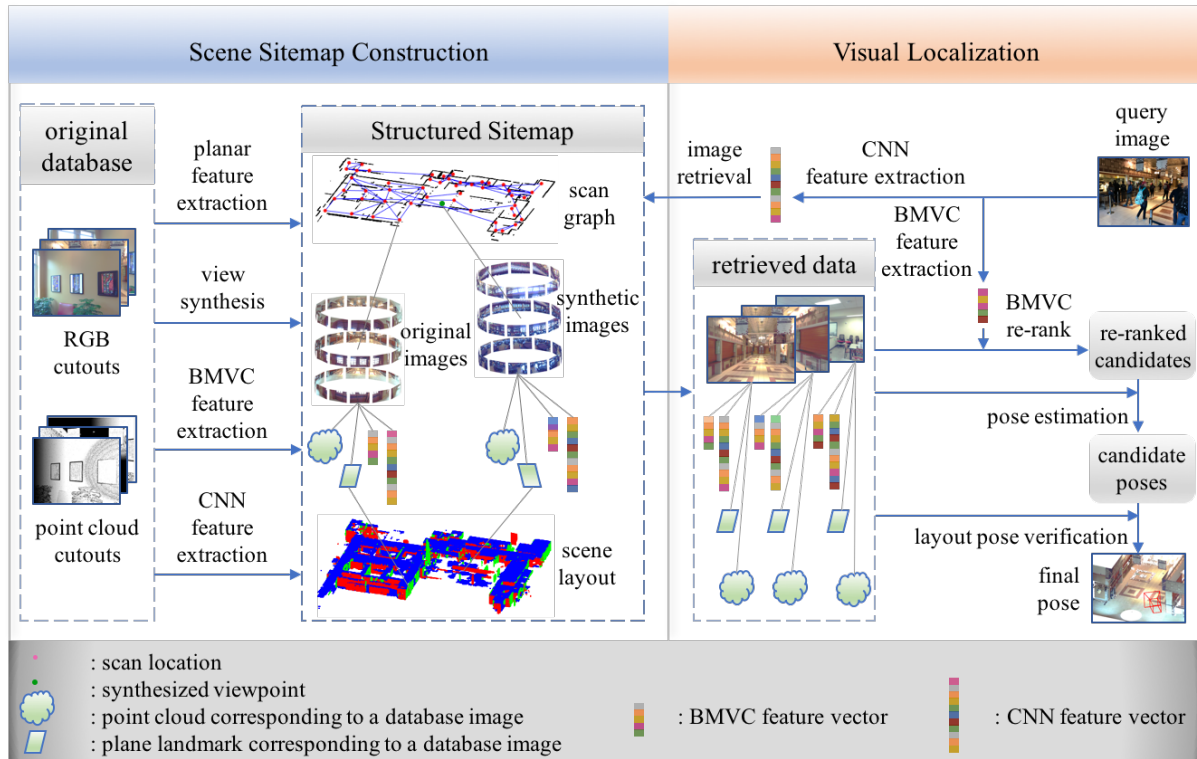 Scene Sitemap Construction
Visual Localization
original
database
RGB
cutouts
point cloud
cutouts
planar
feature
extraction
view
synthesis
BMVC
feature
extraction
CNN
feature
extraction
Structured Sitemap
scan
graph
original
images
synthetic
images
scene
layout
image
retrieval
CNN
feature extraction
query
image
BMVC
feature
extraction
retrieved data
BMVC
re-rank
re-ranked
candidates
pose estimation
candidate
poses
layout pose verification
final
pose
: scan location
: synthesized viewpoint
: point cloud corresponding to a database image
: plane landmark corresponding to a database image
: BMVC feature vector
: CNN feature vector